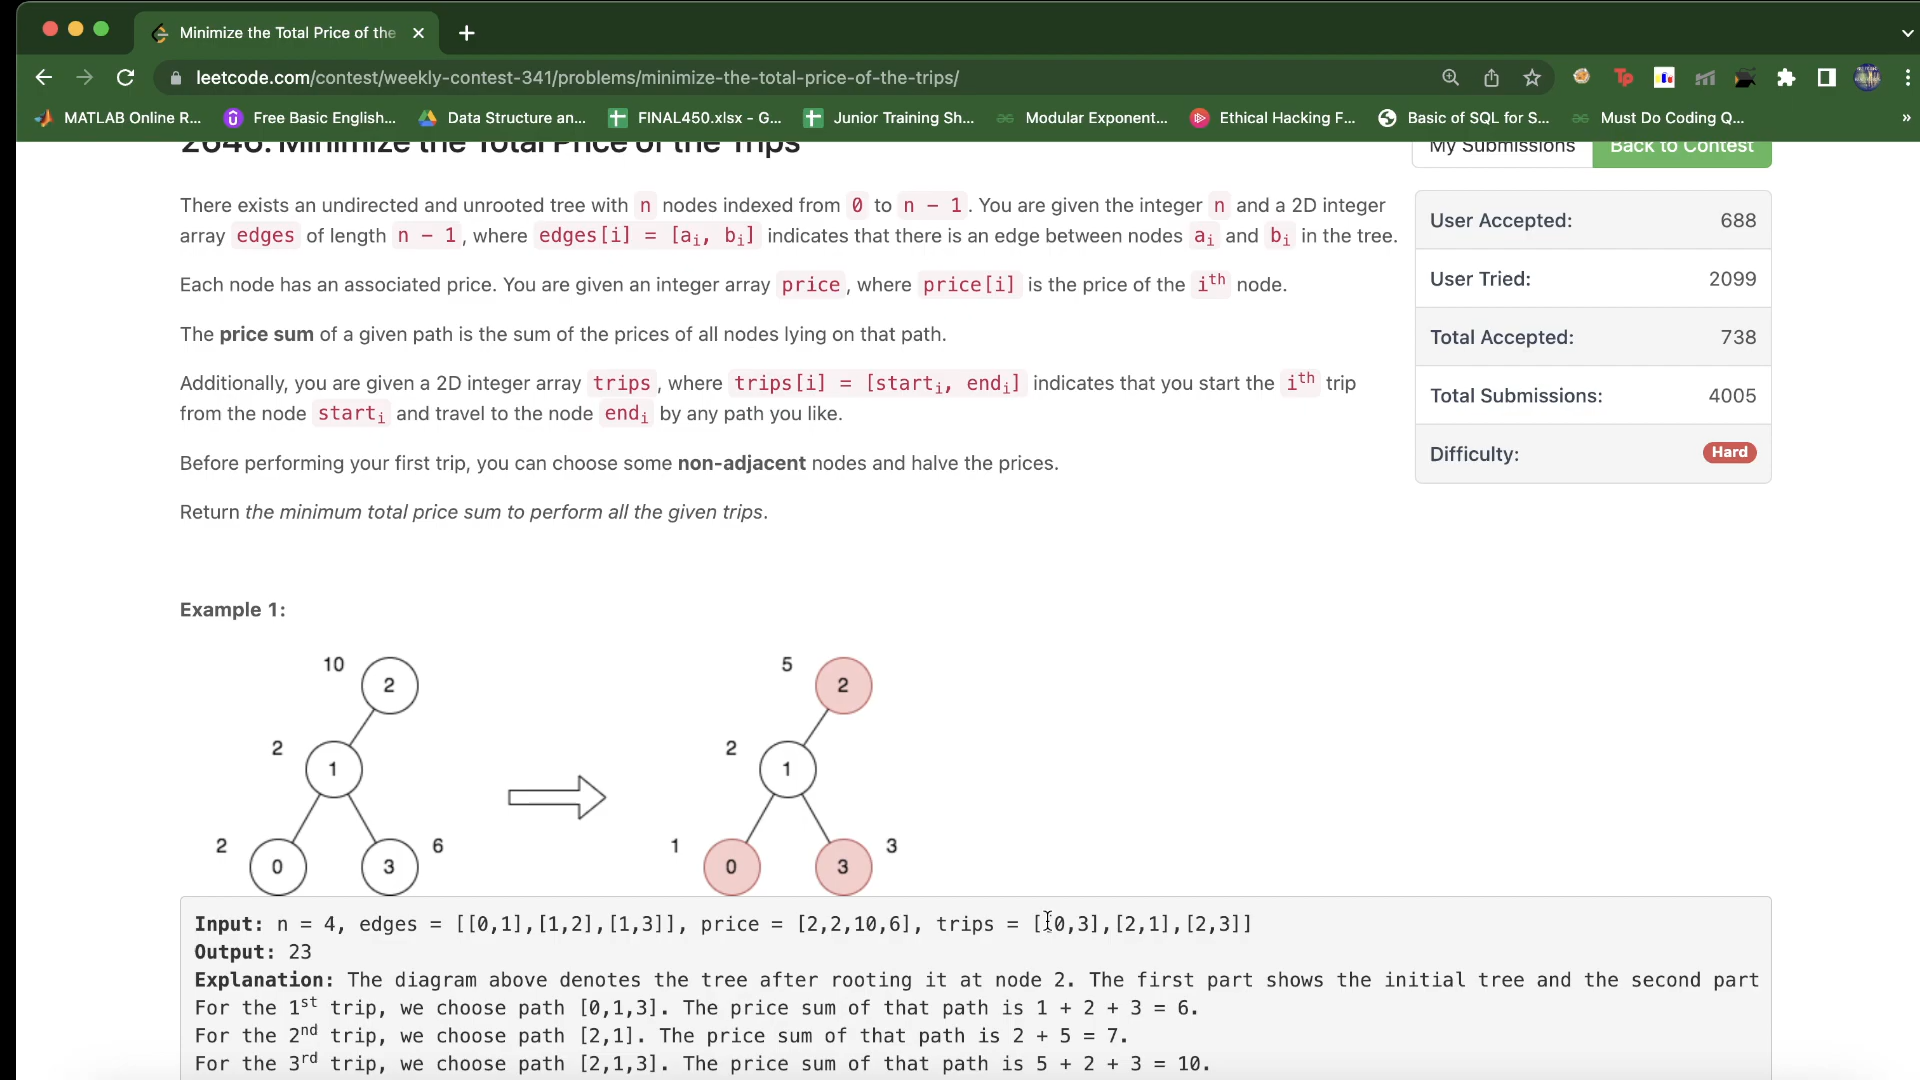 Minimize the Total Price of the
leetcode.com/contest/weekly-contest-341/problems/minimize-the-total-price-of-the-trips/
MATLAB Online R... Free Basic English... Data Structure an... FINAL450.xlsx - G... Junior Training Sh... Modular Exponent... Ethical Hacking F... Basic of SQL for S... Must Do Coding Q... »
2646. Minimize the Total Price of the Trips
My Submissions Back to Contest
There exists an undirected and unrooted tree with n nodes indexed from 0 to n - 1. You are given the integer n and a 2D integer
array edges of length n - 1, where edges[i] = [ai, bi] indicates that there is an edge between nodes ai and bi in the tree.
Each node has an associated price. You are given an integer array price, where price[i] is the price of the ith node.
The price sum of a given path is the sum of the prices of all nodes lying on that path.
Additionally, you are given a 2D integer array trips, where trips[i] = [starti, endi] indicates that you start the ith trip
from the node starti and travel to the node endi by any path you like.
Before performing your first trip, you can choose some non-adjacent nodes and halve the prices.
Return the minimum total price sum to perform all the given trips.
User Accepted: 688
User Tried: 2099
Total Accepted: 738
Total Submissions: 4005
Difficulty: Hard
Example 1:
10 2 5 2
2 1 2 1
2 0 3 6 1 0 3 3
Input: n = 4, edges = [[0,1],[1,2],[1,3]], price = [2,2,10,6], trips = [[0,3],[2,1],[2,3]]
Output: 23
Explanation: The diagram above denotes the tree after rooting it at node 2. The first part shows the initial tree and the second part
For the 1st trip, we choose path [0,1,3]. The price sum of that path is 1 + 2 + 3 = 6.
For the 2nd trip, we choose path [2,1]. The price sum of that path is 2 + 5 = 7.
For the 3rd trip, we choose path [2,1,3]. The price sum of that path is 5 + 2 + 3 = 10.